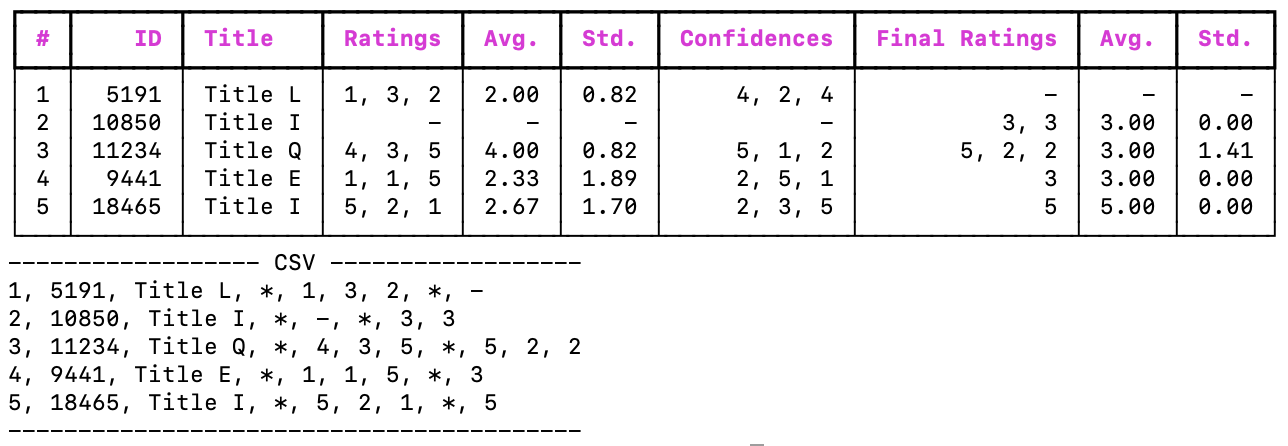 # ID Title Ratings Avg. Std. Confidences Final Ratings Avg. Std.
1 5191 Title L 1, 3, 2 2.00 0.82 4, 2, 4 – – –
2 10850 Title I – – – – 3, 3 3.00 0.00
3 11234 Title Q 4, 3, 5 4.00 0.82 5, 1, 2 5, 2, 2 3.00 1.41
4 9441 Title E 1, 1, 5 2.33 1.89 2, 5, 1 3 3.00 0.00
5 18465 Title I 5, 2, 1 2.67 1.70 2, 3, 5 5 5.00 0.00
------------------ CSV ------------------
1, 5191, Title L, *, 1, 3, 2, *, –
2, 10850, Title I, *, –, *, 3, 3
3, 11234, Title Q, *, 4, 3, 5, *, 5, 2, 2
4, 9441, Title E, *, 1, 1, 5, *, 3
5, 18465, Title I, *, 5, 2, 1, *, 5
-----------------------------------------